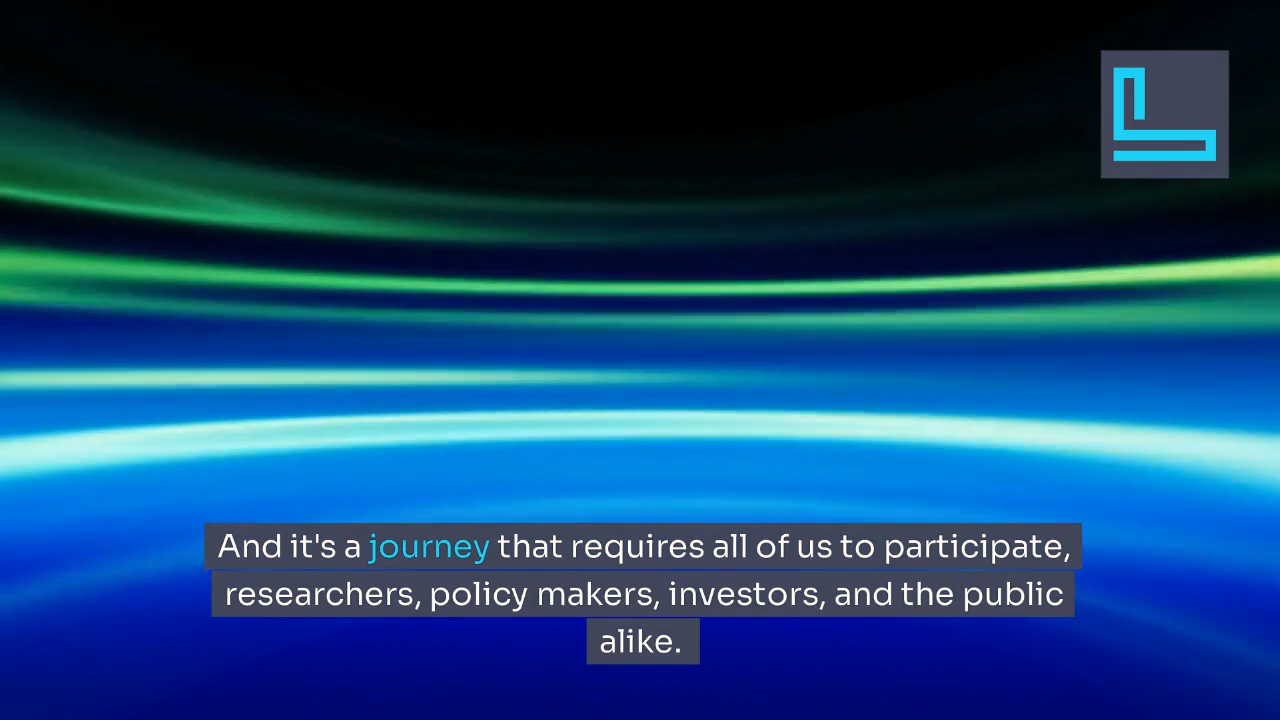 And it's a journey that requires all of us to participate,
researchers, policy makers, investors, and the public
alike.